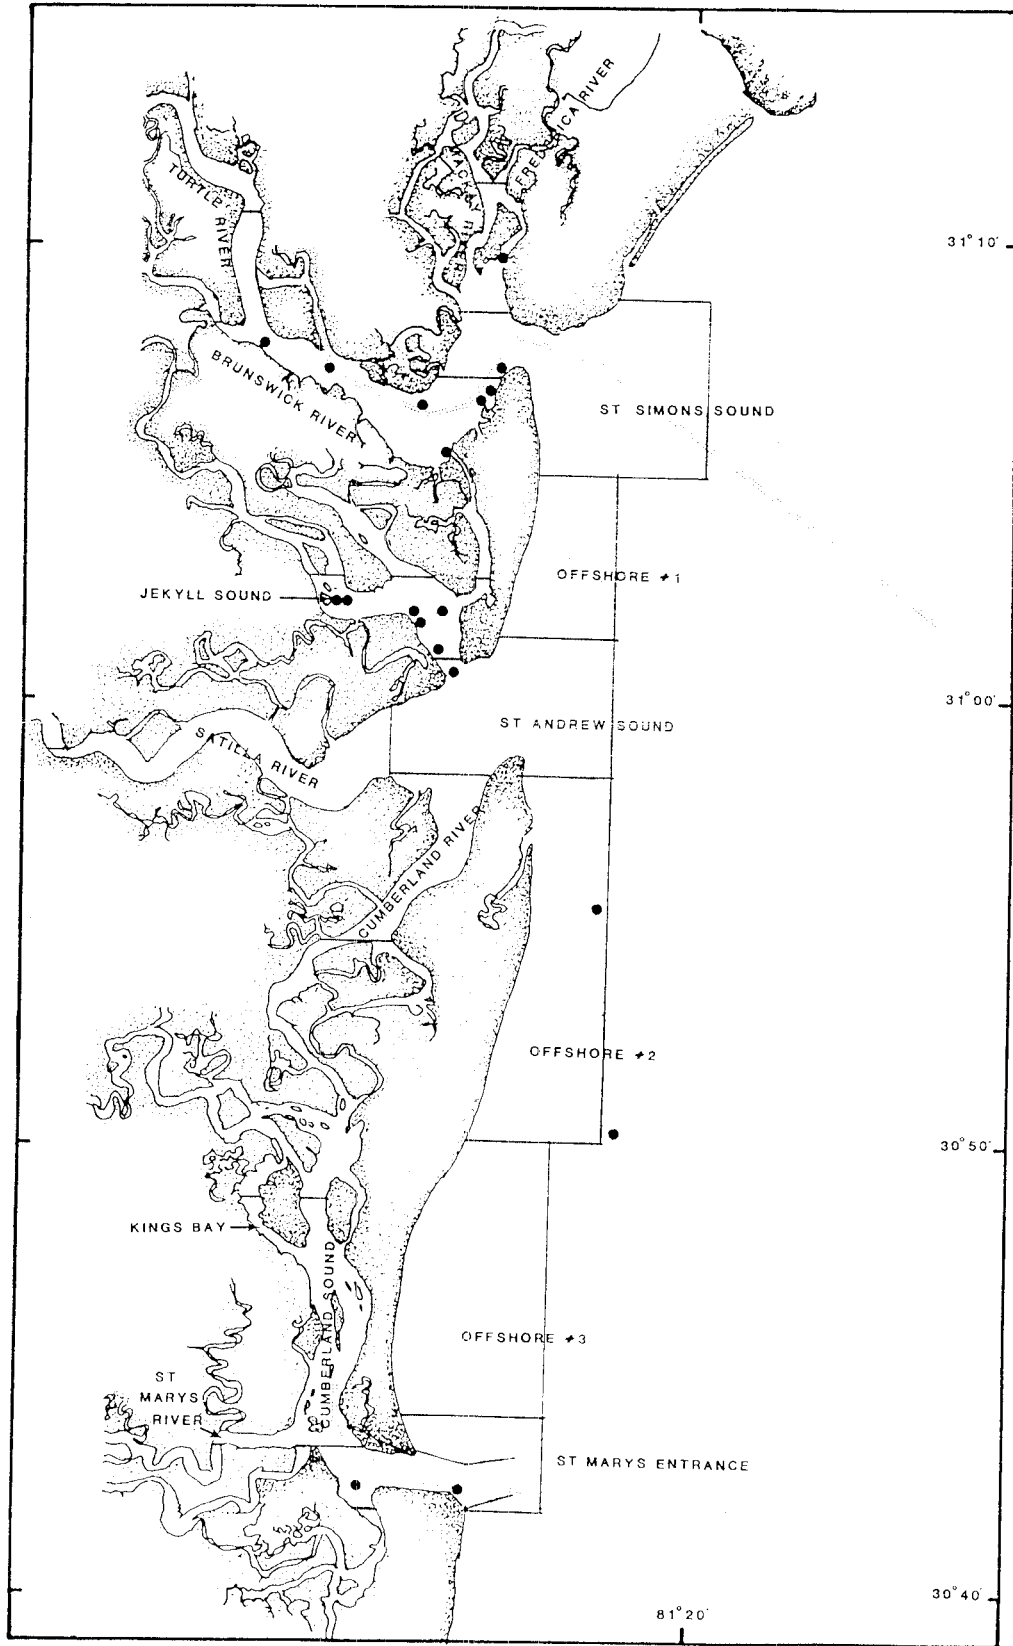 FREDERICA RIVER
MACKAY RIVER
TURTLE RIVER
31° 10'
BRUNSWICK RIVER
ST SIMONS SOUND
OFFSHORE #1
JEKYLL SOUND
31° 00'
ST ANDREW SOUND
SATILLA RIVER
CUMBERLAND RIVER
OFFSHORE #2
30° 50'
KINGS BAY
CUMBERLAND SOUND
OFFSHORE #3
ST
MARYS
RIVER
ST MARYS ENTRANCE
30° 40'
81° 20'